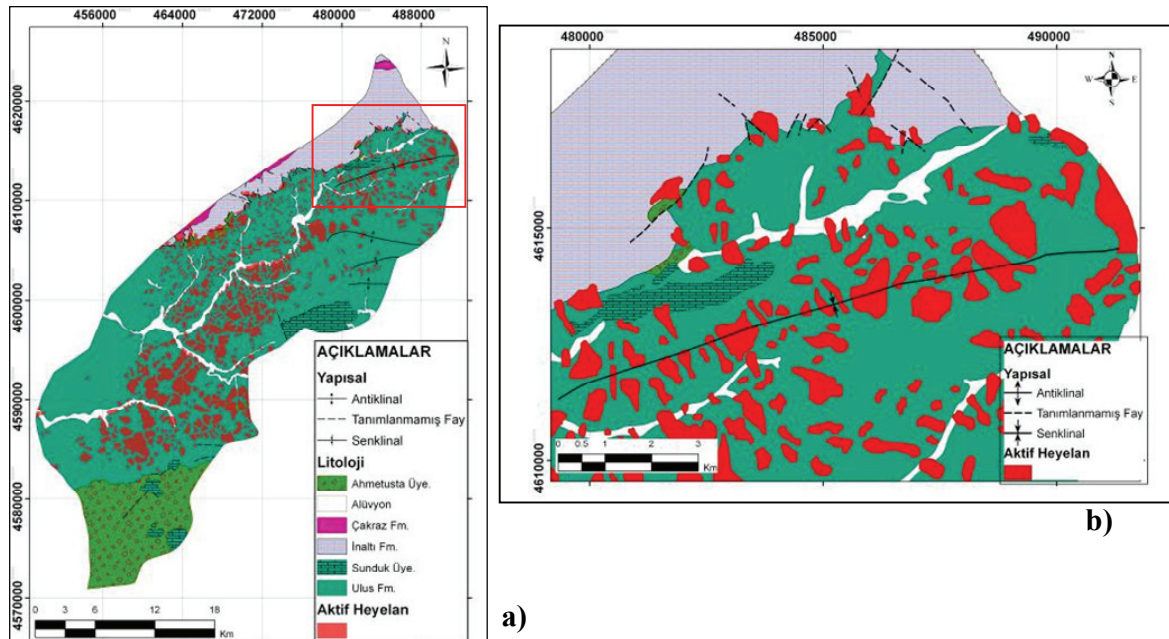 456000 464000 472000 480000 488000
4620000
4610000
4600000
4590000
4580000
4570000
N
AÇIKLAMALAR
Yapısal
Antiklinal
Tanımlanmamış Fay
Senklinal
Litoloji
Ahmetusta Üye.
Alüvyon
Çakraz Fm.
İnaltı Fm.
Sunduk Üye.
Ulus Fm.
Aktif Heyelan
0 3 6 12 18
Km
a)
480000 485000 490000
4615000
4610000
N
W E
S
AÇIKLAMALAR
Yapısal
Antiklinal
Tanımlanmamış Fay
Senklinal
Aktif Heyelan
0 0.5 1 2 3
Km
b)